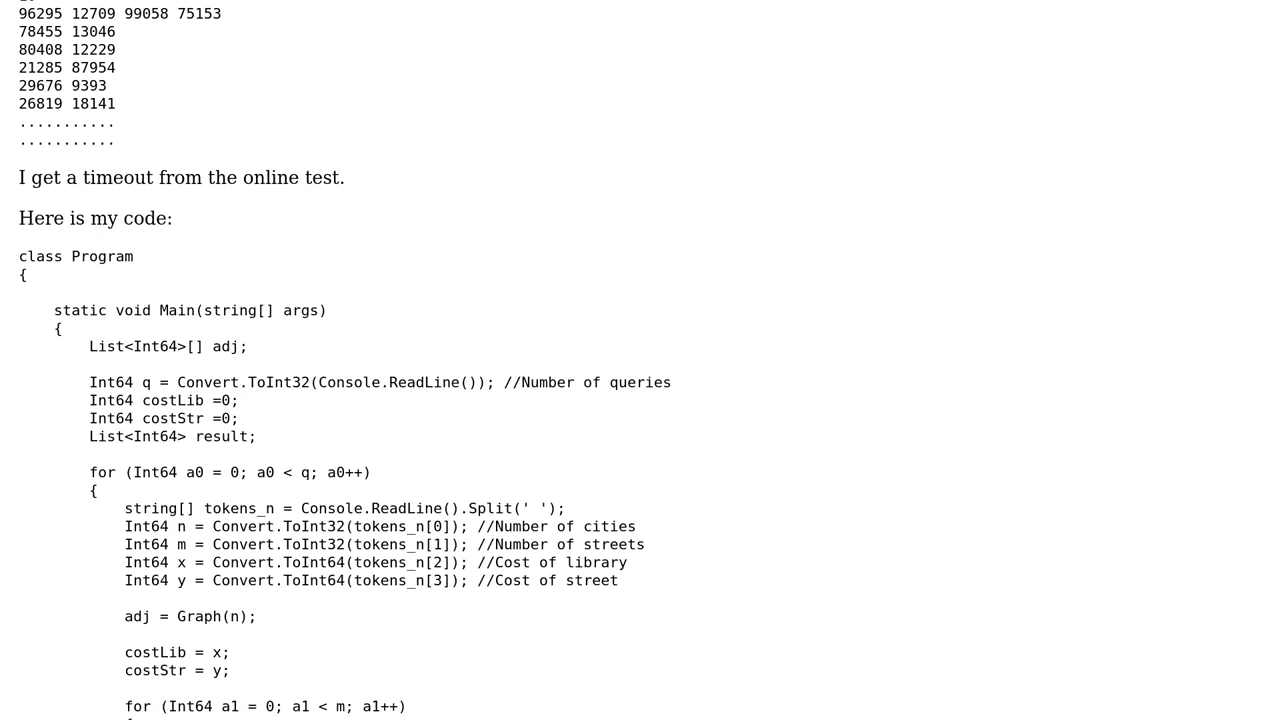 96295 12709 99058 75153
78455 13046
80408 12229
21285 87954
29676 9393
26819 18141
...........
...........
I get a timeout from the online test.
Here is my code:
class Program
{
    static void Main(string[] args)
    {
        List<Int64>[] adj;
        Int64 q = Convert.ToInt32(Console.ReadLine()); //Number of queries
        Int64 costLib =0;
        Int64 costStr =0;
        List<Int64> result;
        for (Int64 a0 = 0; a0 < q; a0++)
        {
            string[] tokens_n = Console.ReadLine().Split(' ');
            Int64 n = Convert.ToInt32(tokens_n[0]); //Number of cities
            Int64 m = Convert.ToInt32(tokens_n[1]); //Number of streets
            Int64 x = Convert.ToInt64(tokens_n[2]); //Cost of library
            Int64 y = Convert.ToInt64(tokens_n[3]); //Cost of street
            adj = Graph(n);
            costLib = x;
            costStr = y;
            for (Int64 a1 = 0; a1 < m; a1++)